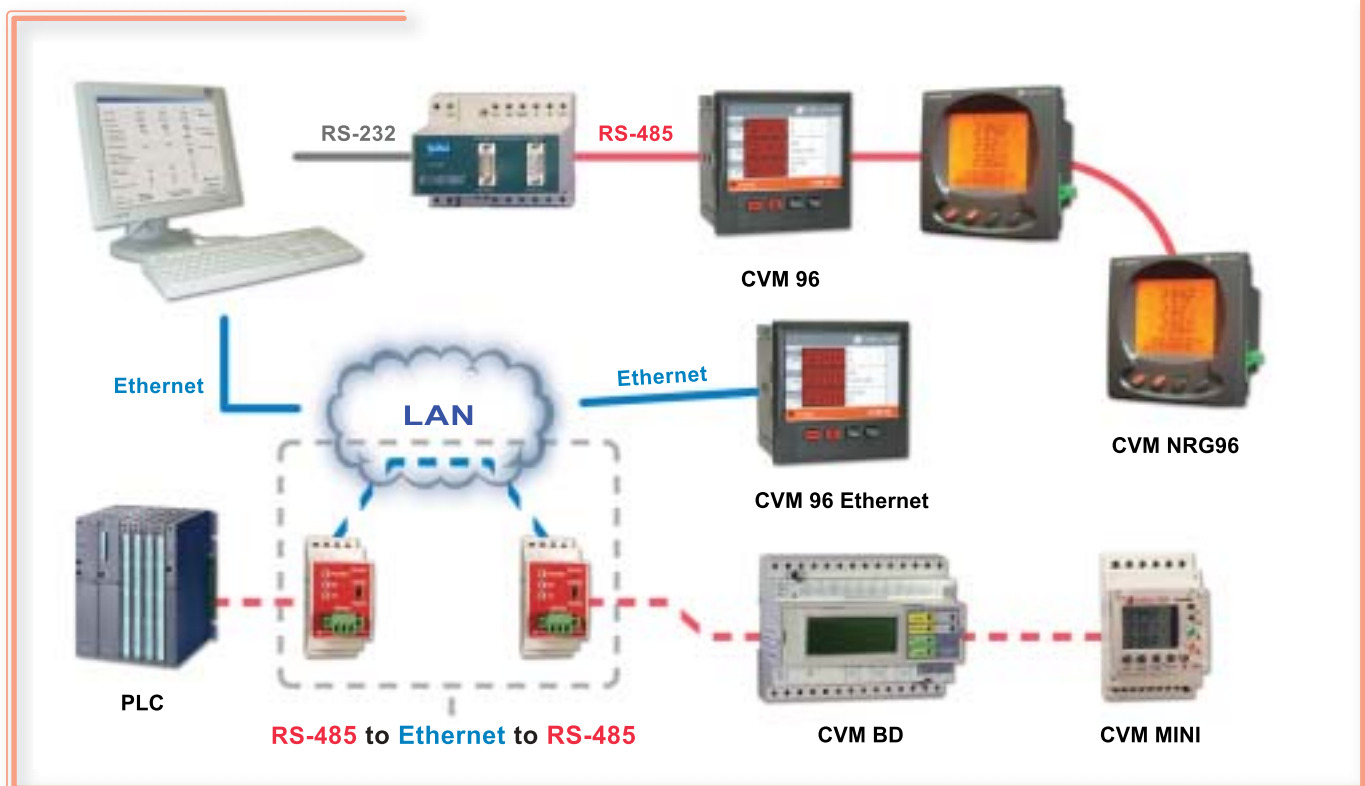 RS-232
RS-485
CVM 96
CVM NRG96
Ethernet
LAN
Ethernet
CVM 96 Ethernet
PLC
RS-485 to Ethernet to RS-485
CVM BD
CVM MINI